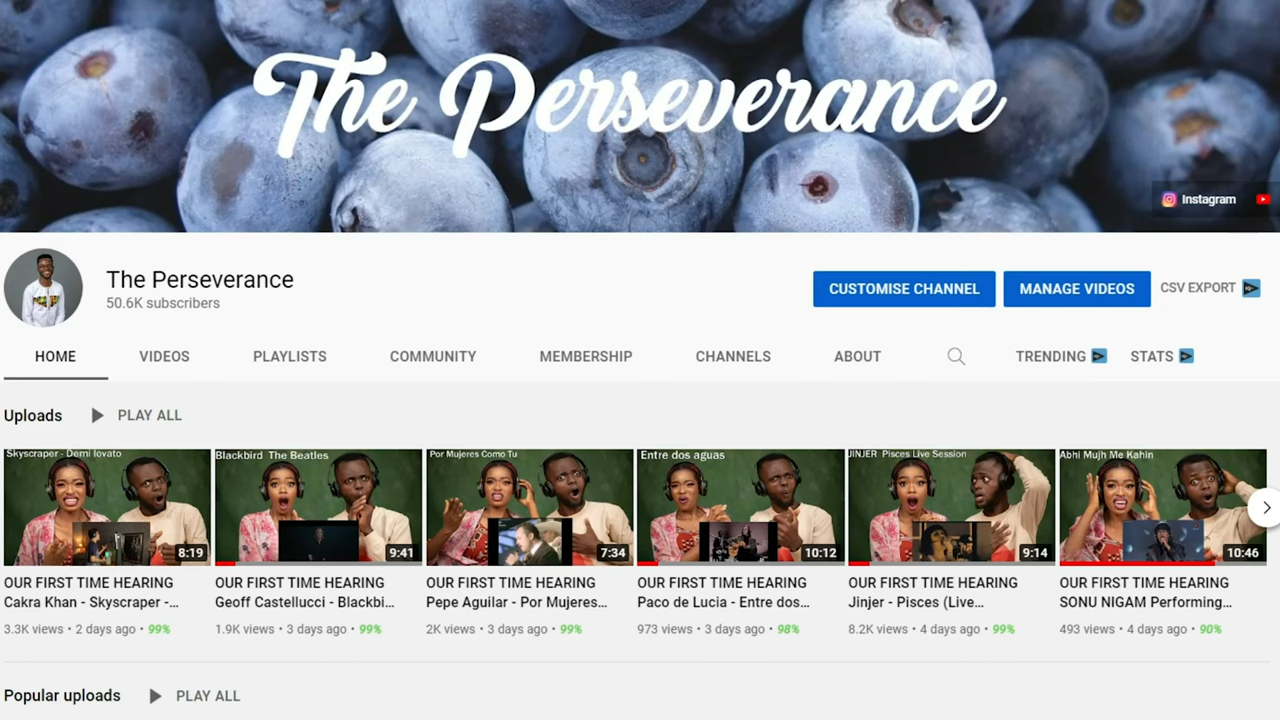 The Perseverance
Instagram
The Perseverance
50.6K subscribers
CUSTOMISE CHANNEL
MANAGE VIDEOS
CSV EXPORT
HOME
VIDEOS
PLAYLISTS
COMMUNITY
MEMBERSHIP
CHANNELS
ABOUT
TRENDING
STATS
Uploads
PLAY ALL
Skyscraper - Demi lovato
8:19
OUR FIRST TIME HEARING
Cakra Khan - Skyscraper -...
3.3K views • 2 days ago • 99%
Blackbird The Beatles
9:41
OUR FIRST TIME HEARING
Geoff Castellucci - Blackbi...
1.9K views • 3 days ago • 99%
Por Mujeres Como Tu
7:34
OUR FIRST TIME HEARING
Pepe Aguilar - Por Mujeres...
2K views • 3 days ago • 99%
Entre dos aguas
10:12
OUR FIRST TIME HEARING
Paco de Lucia - Entre dos...
973 views • 3 days ago • 98%
JINJER Pisces Live Session
9:14
OUR FIRST TIME HEARING
Jinjer - Pisces (Live...
8.2K views • 4 days ago • 99%
Abhi Mujh Me Kahin
10:46
OUR FIRST TIME HEARING
SONU NIGAM Performing...
493 views • 4 days ago • 90%
Popular uploads
PLAY ALL